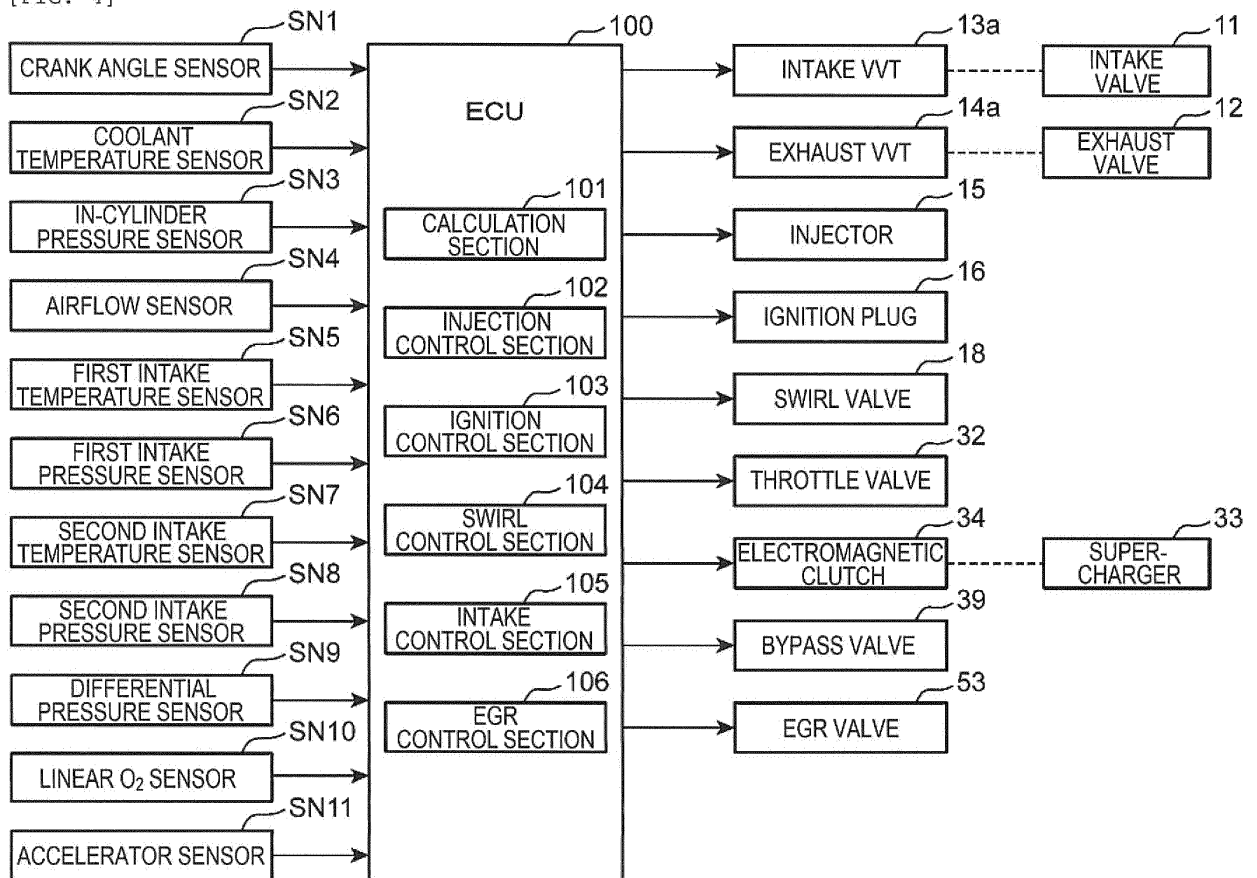 [FIG. 4]
SN1
CRANK ANGLE SENSOR
SN2
COOLANT
TEMPERATURE SENSOR
SN3
IN-CYLINDER
PRESSURE SENSOR
SN4
AIRFLOW SENSOR
SN5
FIRST INTAKE
TEMPERATURE SENSOR
SN6
FIRST INTAKE
PRESSURE SENSOR
SN7
SECOND INTAKE
TEMPERATURE SENSOR
SN8
SECOND INTAKE
PRESSURE SENSOR
SN9
DIFFERENTIAL
PRESSURE SENSOR
SN10
LINEAR O₂ SENSOR
SN11
ACCELERATOR SENSOR
100
ECU
101
CALCULATION
SECTION
102
INJECTION
CONTROL SECTION
103
IGNITION
CONTROL SECTION
104
SWIRL
CONTROL SECTION
105
INTAKE
CONTROL SECTION
106
EGR
CONTROL SECTION
13a
INTAKE VVT
14a
EXHAUST VVT
15
INJECTOR
16
IGNITION PLUG
18
SWIRL VALVE
32
THROTTLE VALVE
34
ELECTROMAGNETIC
CLUTCH
39
BYPASS VALVE
53
EGR VALVE
11
INTAKE
VALVE
12
EXHAUST
VALVE
33
SUPER-
CHARGER